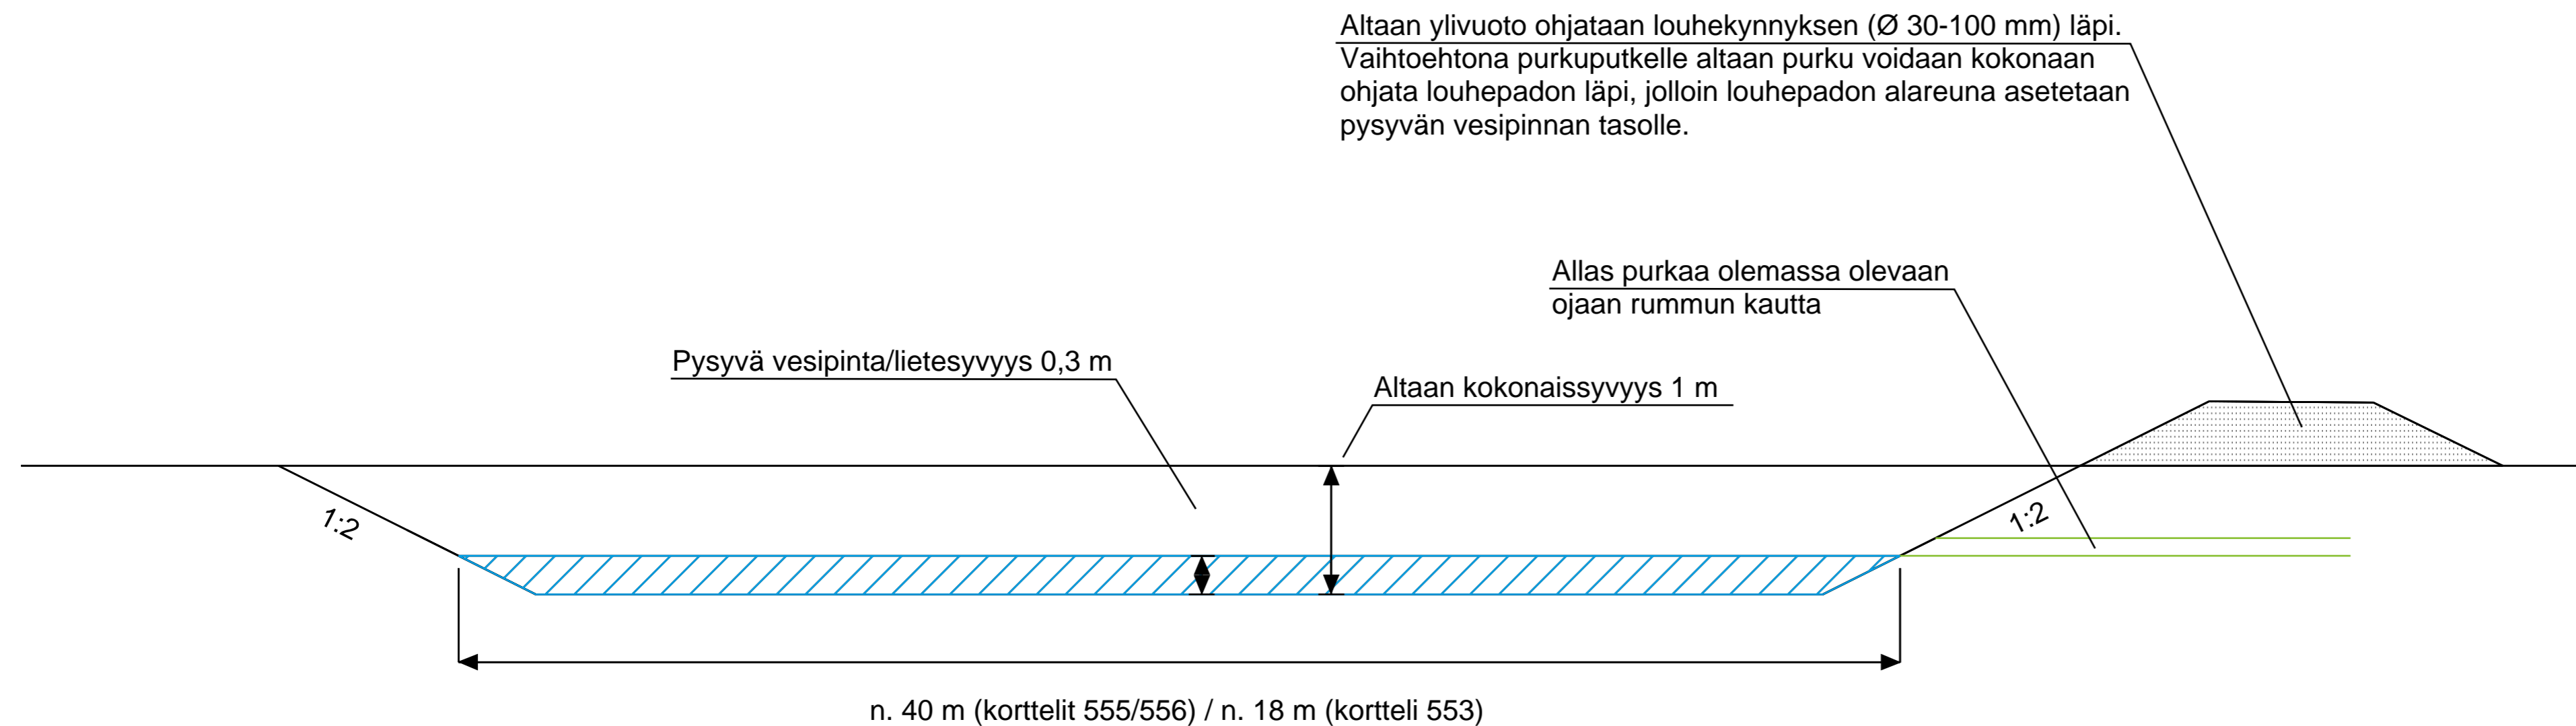 Altaan ylivuoto ohjataan louhekynnyksen (Ø 30-100 mm) läpi.
Vaihtoehtona purkuputkelle altaan purku voidaan kokonaan
ohjata louhepadon läpi, jolloin louhepadon alareuna asetetaan
pysyvän vesipinnan tasolle.
Allas purkaa olemassa olevaan
ojaan rummun kautta
Pysyvä vesipinta/lietesyvyys 0,3 m
Altaan kokonaissyvyys 1 m
1:2
1:2
n. 40 m (korttelit 555/556) / n. 18 m (kortteli 553)